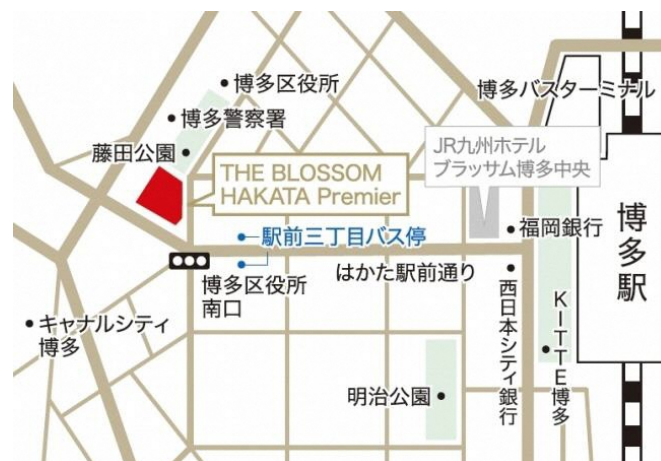 博多区役所
博多警察署
藤田公園
博多バスターミナル
JR九州ホテル
ブラッサム博多中央
THE BLOSSOM
HAKATA Premier
博多駅
福岡銀行
駅前三丁目バス停
はかた駅前通り
博多区役所
南口
西日本シティ銀行
KITTE博多
キャナルシティ
博多
明治公園